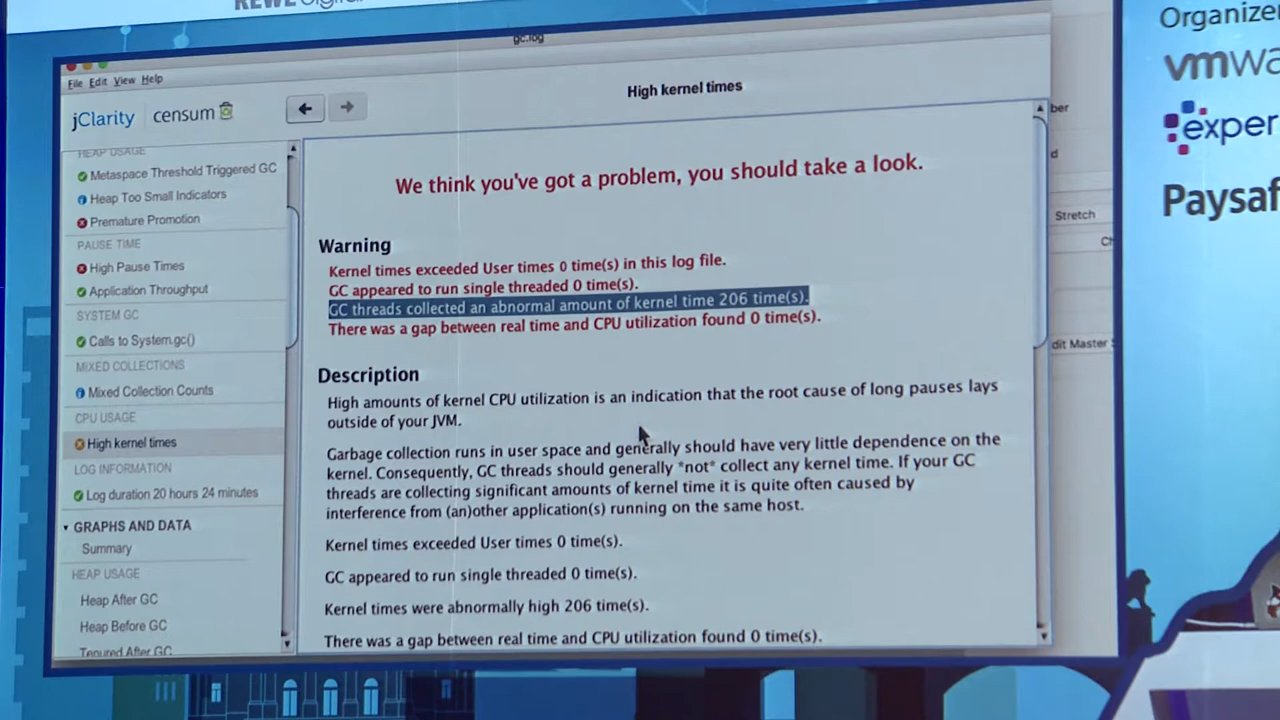 REWE Digital
Organize
vmwa
exper
Paysaf
gc.log
File Edit View Help
jClarity censum
High kernel times
HEAP USAGE
Metaspace Threshold Triggered GC
Heap Too Small Indicators
Premature Promotion
PAUSE TIME
High Pause Times
Application Throughput
SYSTEM GC
Calls to System.gc()
MIXED COLLECTIONS
Mixed Collection Counts
CPU USAGE
High kernel times
LOG INFORMATION
Log duration 20 hours 24 minutes
GRAPHS AND DATA
Summary
HEAP USAGE
Heap After GC
Heap Before GC
Tenured After GC
We think you've got a problem, you should take a look.
Warning
Kernel times exceeded User times 0 time(s) in this log file.
GC appeared to run single threaded 0 time(s).
GC threads collected an abnormal amount of kernel time 206 time(s).
There was a gap between real time and CPU utilization found 0 time(s).
Description
High amounts of kernel CPU utilization is an indication that the root cause of long pauses lays
outside of your JVM.
Garbage collection runs in user space and generally should have very little dependence on the
kernel. Consequently, GC threads should generally *not* collect any kernel time. If your GC
threads are collecting significant amounts of kernel time it is quite often caused by
interference from (an)other application(s) running on the same host.
Kernel times exceeded User times 0 time(s).
GC appeared to run single threaded 0 time(s).
Kernel times were abnormally high 206 time(s).
There was a gap between real time and CPU utilization found 0 time(s).
ber
d
Stretch
Ch
dit Master